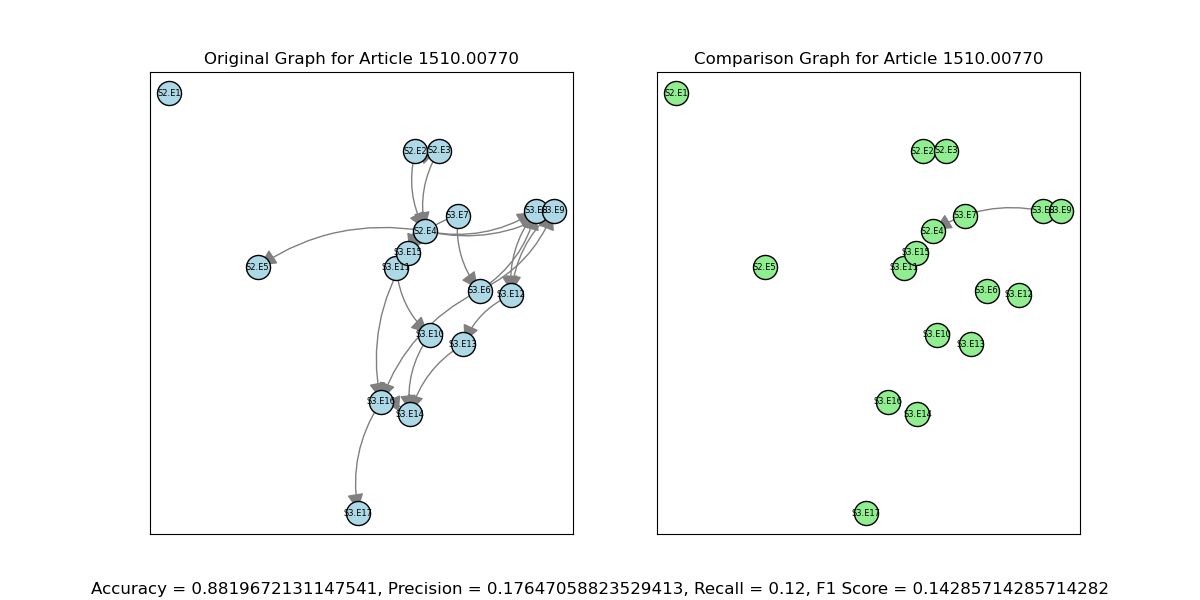 Original Graph for Article 1510.00770
Comparison Graph for Article 1510.00770
S2.E1
S2.E2
S2.E3
S3.E7
S3.E9
S2.E4
S3.E15
S3.E11
S2.E5
S3.E6
S3.E12
S3.E10
S3.E13
S3.E16
S3.E14
S3.E17
S2.E1
S2.E2
S2.E3
S3.E7
S3.E9
S2.E4
S3.E15
S3.E11
S2.E5
S3.E6
S3.E12
S3.E10
S3.E13
S3.E16
S3.E14
S3.E17
Accuracy = 0.8819672131147541, Precision = 0.17647058823529413, Recall = 0.12, F1 Score = 0.14285714285714282